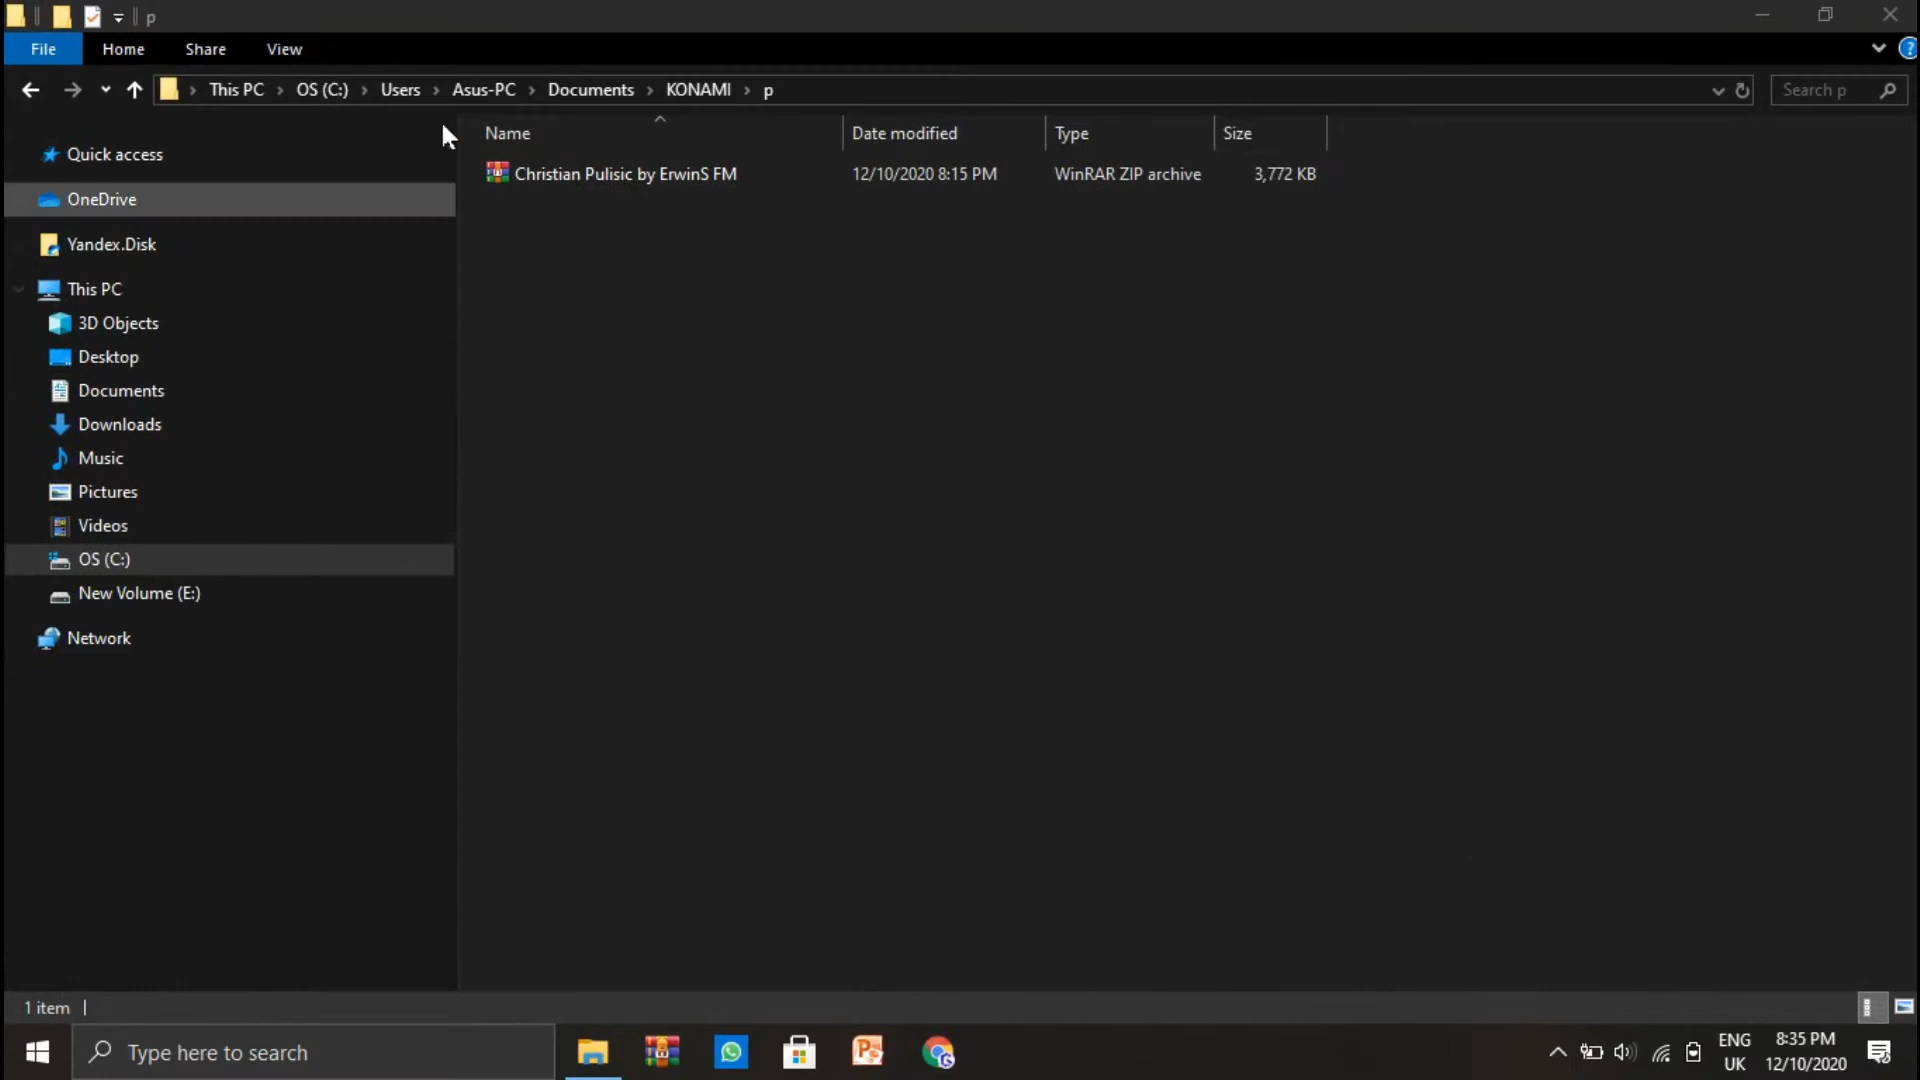 p
File Home Share View
This PC OS (C:) Users Asus-PC Documents KONAMI p
Search p
Name Date modified Type Size
Quick access
Christian Pulisic by ErwinS FM 12/10/2020 8:15 PM WinRAR ZIP archive 3,772 KB
OneDrive
Yandex.Disk
This PC
3D Objects
Desktop
Documents
Downloads
Music
Pictures
Videos
OS (C:)
New Volume (E:)
Network
1 item
Type here to search
ENG
UK
8:35 PM
12/10/2020